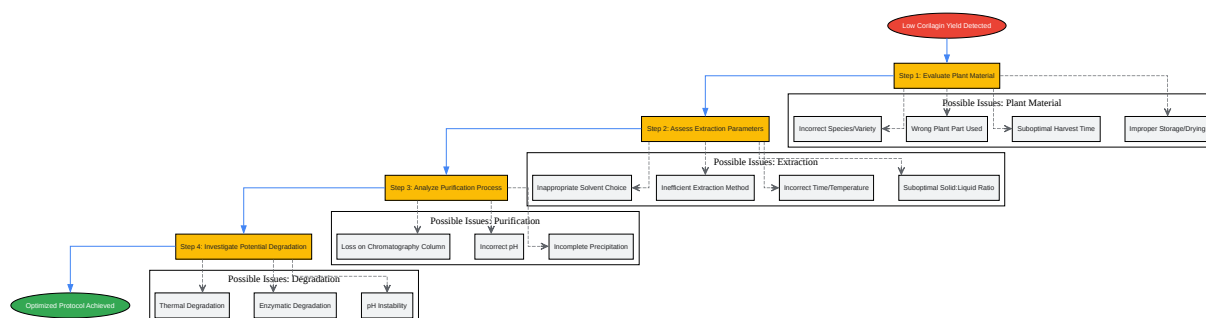 Low Corilagin Yield Detected
Step 1: Evaluate Plant Material
Possible Issues: Plant Material
Incorrect Species/Variety
Wrong Plant Part Used
Suboptimal Harvest Time
Improper Storage/Drying
Step 2: Assess Extraction Parameters
Possible Issues: Extraction
Inappropriate Solvent Choice
Inefficient Extraction Method
Incorrect Time/Temperature
Suboptimal Solid:Liquid Ratio
Step 3: Analyze Purification Process
Possible Issues: Purification
Loss on Chromatography Column
Incorrect pH
Incomplete Precipitation
Step 4: Investigate Potential Degradation
Possible Issues: Degradation
Thermal Degradation
Enzymatic Degradation
pH Instability
Optimized Protocol Achieved